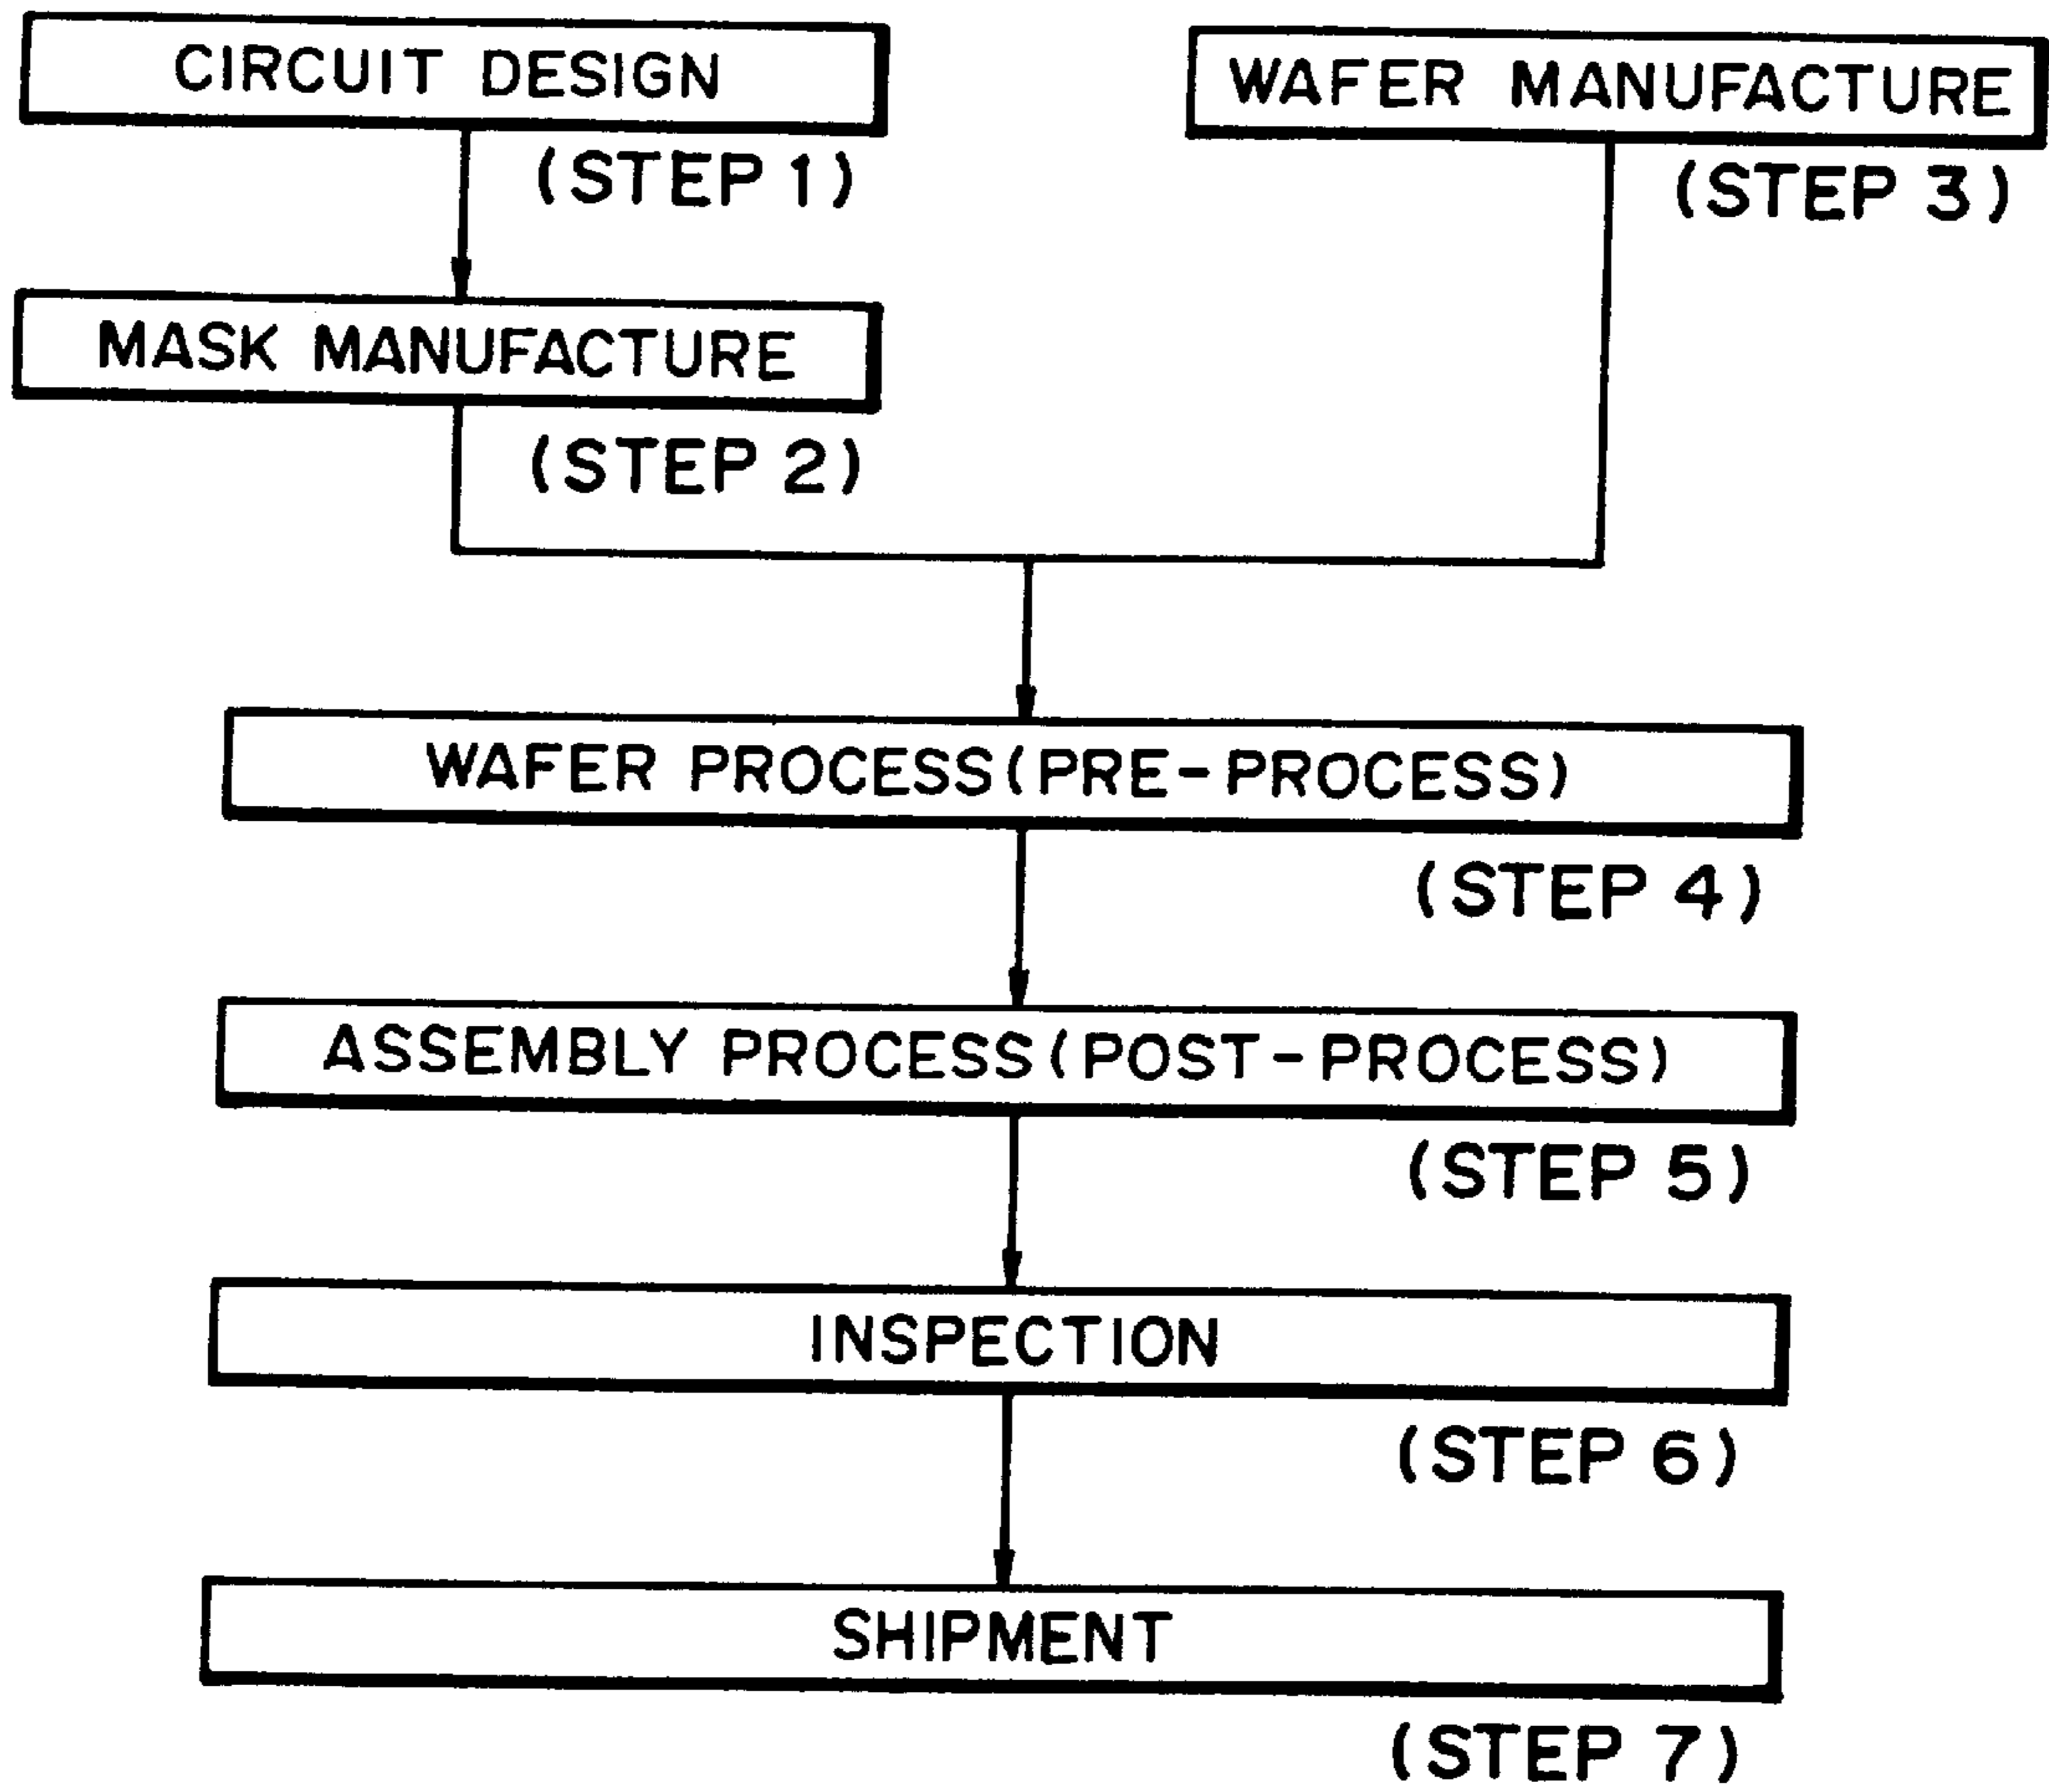 CIRCUIT DESIGN
(STEP 1)
MASK MANUFACTURE
(STEP 2)
WAFER MANUFACTURE
(STEP 3)
WAFER PROCESS(PRE-PROCESS)
(STEP 4)
ASSEMBLY PROCESS(POST-PROCESS)
(STEP 5)
INSPECTION
(STEP 6)
SHIPMENT
(STEP 7)